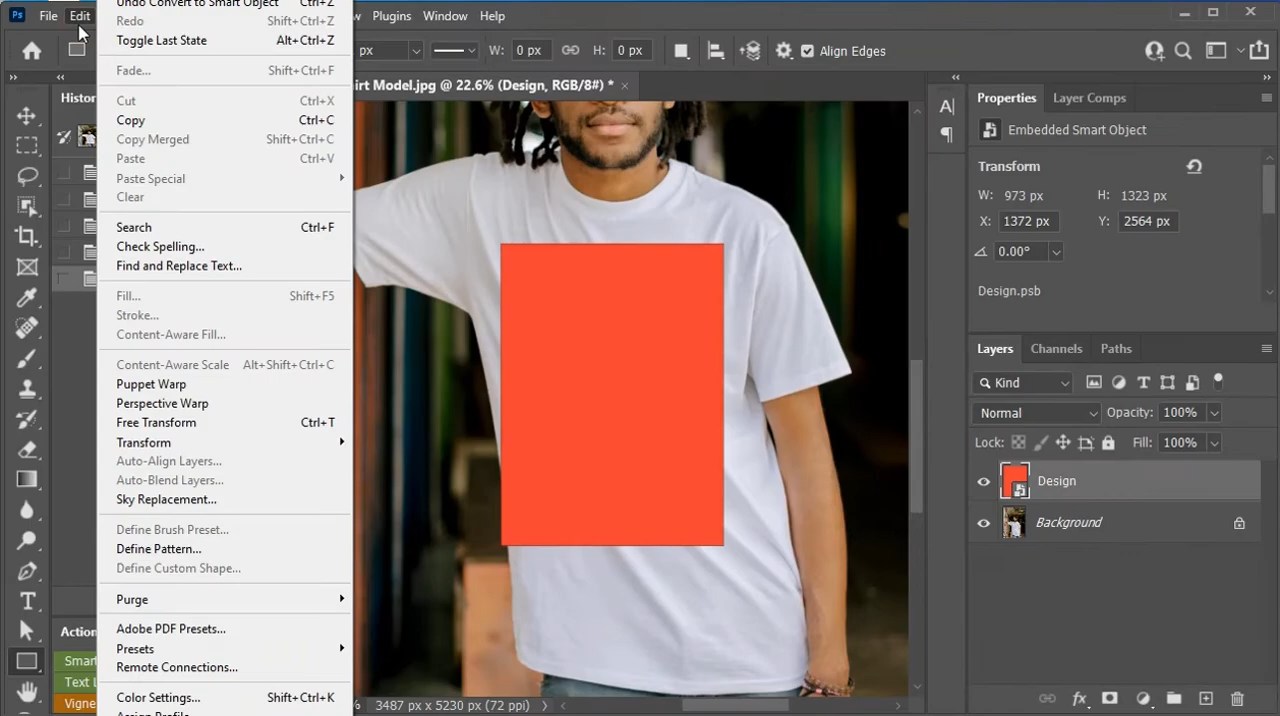 Ps File Edit Plugins Window Help
Undo Convert to Smart Object Ctrl+Z
Redo Shift+Ctrl+Z
Toggle Last State Alt+Ctrl+Z
Fade... Shift+Ctrl+F
Cut Ctrl+X
Copy Ctrl+C
Copy Merged Shift+Ctrl+C
Paste Ctrl+V
Paste Special
Clear
Search Ctrl+F
Check Spelling...
Find and Replace Text...
Fill... Shift+F5
Stroke...
Content-Aware Fill...
Content-Aware Scale Alt+Shift+Ctrl+C
Puppet Warp
Perspective Warp
Free Transform Ctrl+T
Transform
Auto-Align Layers...
Auto-Blend Layers...
Sky Replacement...
Define Brush Preset...
Define Pattern...
Define Custom Shape...
Purge
Adobe PDF Presets...
Presets
Remote Connections...
Color Settings... Shift+Ctrl+K
Assign Profile...
px W: 0 px H: 0 px Align Edges
irt Model.jpg @ 22.6% (Design, RGB/8#) *
Histo
Action
Smart
Text L
Vigne
% 3487 px x 5230 px (72 ppi)
Properties Layer Comps
Embedded Smart Object
Transform
W: 973 px H: 1323 px
X: 1372 px Y: 2564 px
0.00°
Design.psb
Layers Channels Paths
Kind
Normal Opacity: 100%
Lock: Fill: 100%
Design
Background